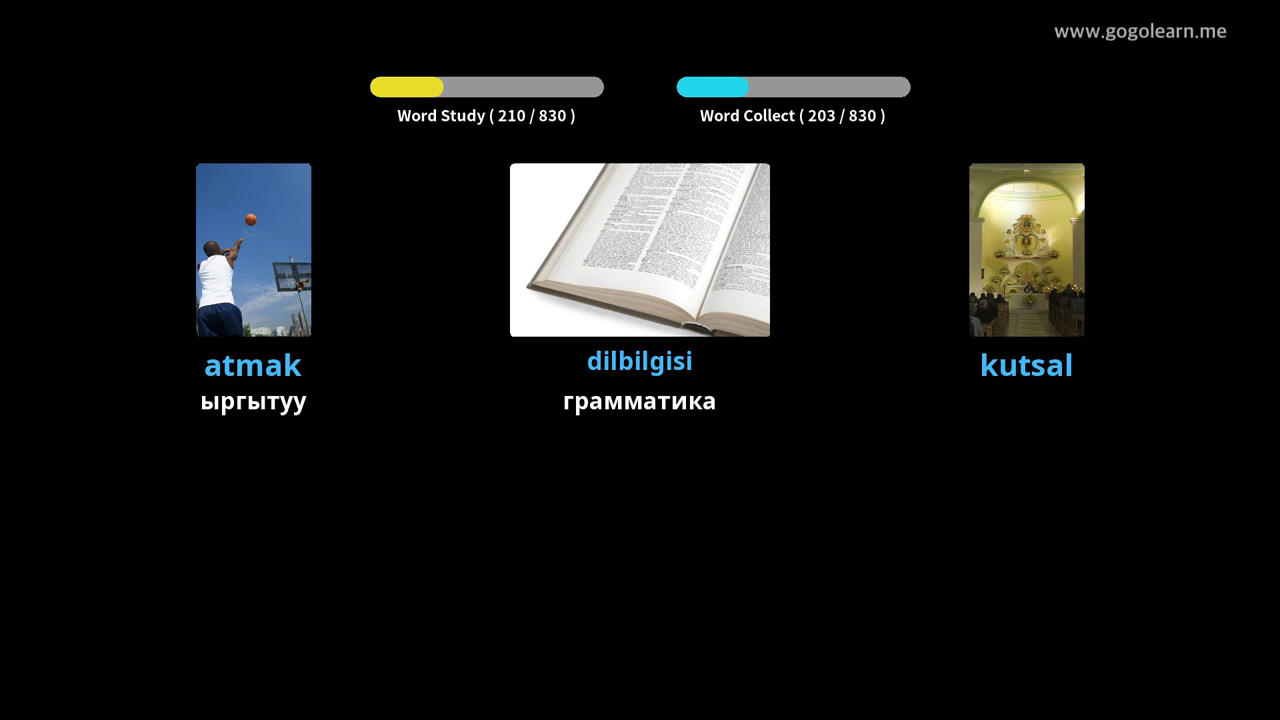 www.gogolearn.me
Word Study ( 210 / 830 )
Word Collect ( 203 / 830 )
atmak
ыргытуу
dilbilgisi
грамматика
kutsal